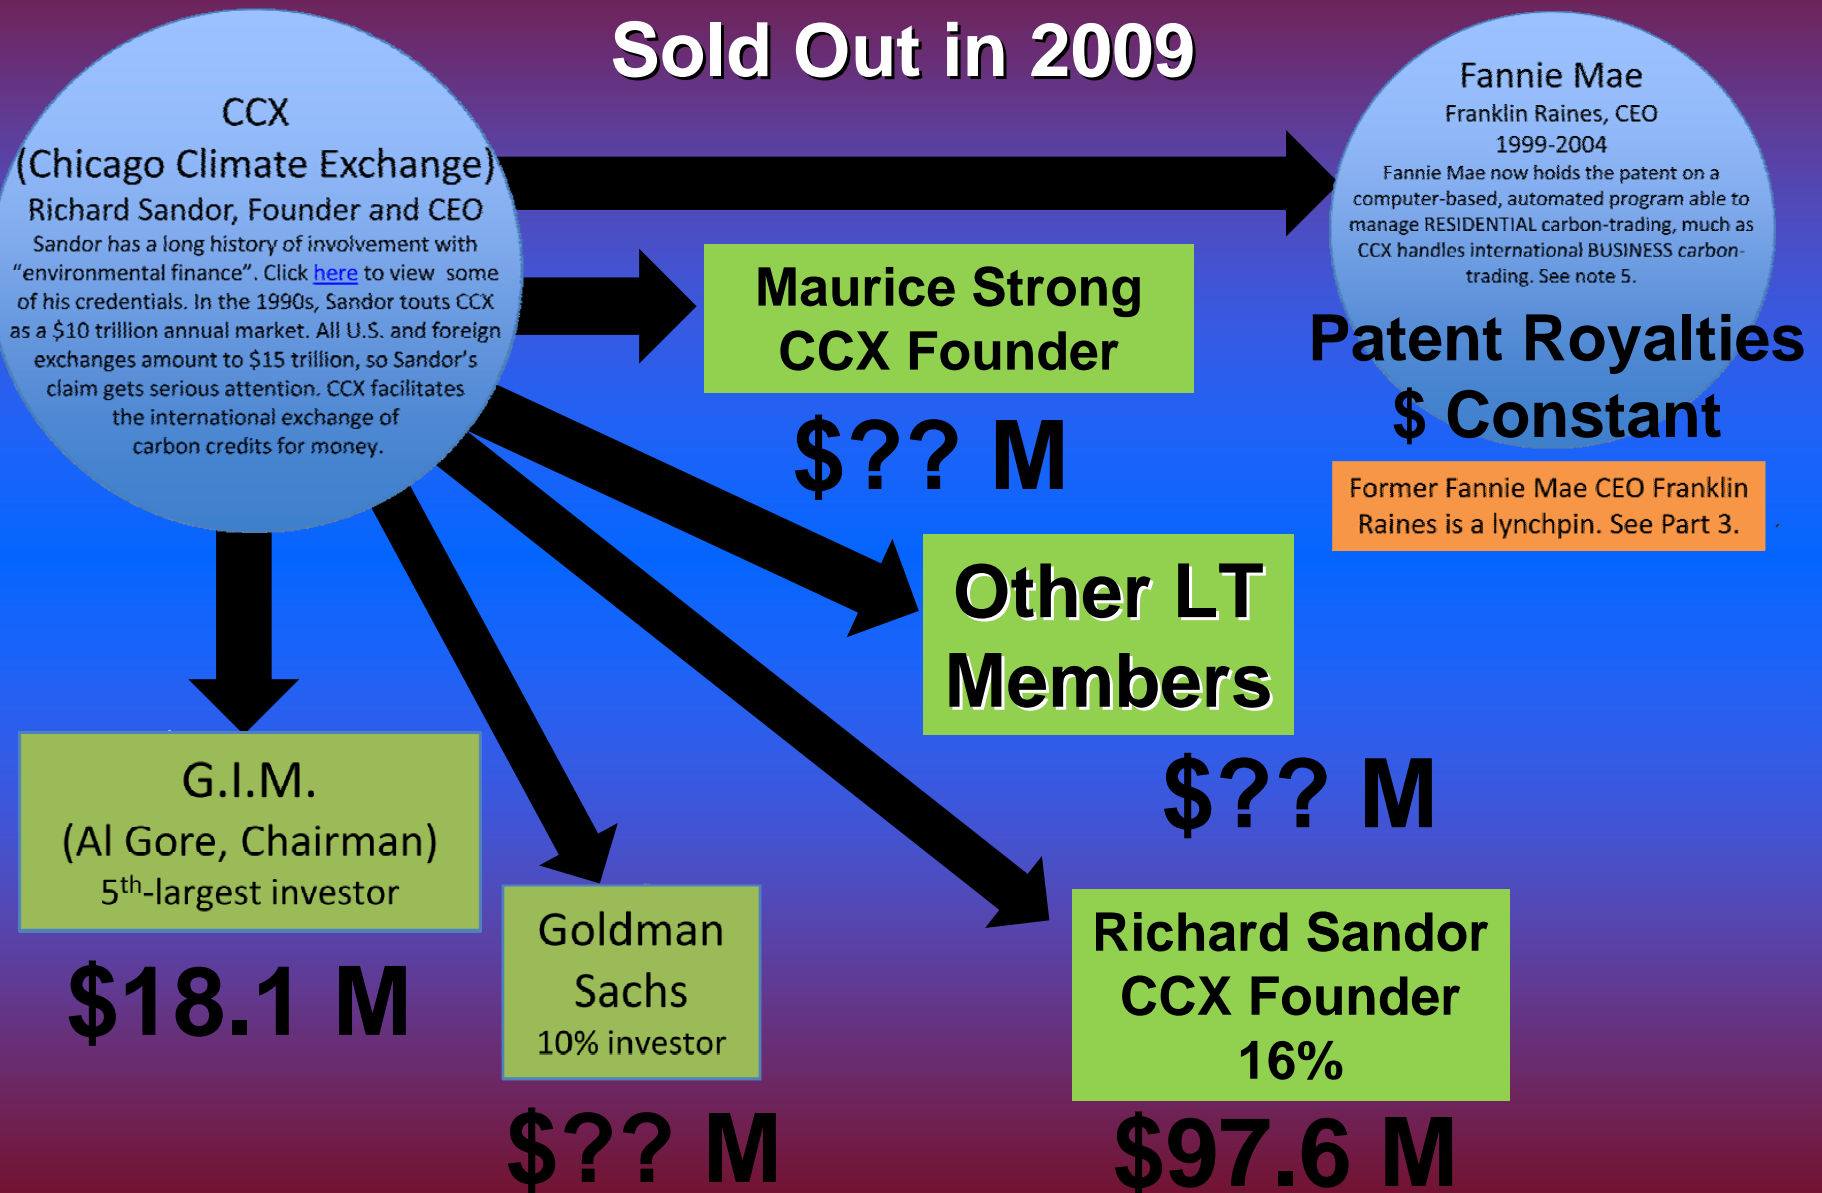 Sold Out in 2009
CCX
(Chicago Climate Exchange)
Richard Sandor, Founder and CEO
Sandor has a long history of involvement with
“environmental finance”. Click here to view  some
of his credentials. In the 1990s, Sandor touts CCX
as a $10 trillion annual market. All U.S. and foreign
exchanges amount to $15 trillion, so Sandor’s
claim gets serious attention. CCX facilitates
the international exchange of
carbon credits for money.
Fannie Mae
Franklin Raines, CEO
1999-2004
Fannie Mae now holds the patent on a
computer-based, automated program able to
manage RESIDENTIAL carbon-trading, much as
CCX handles international BUSINESS carbon-
trading. See note 5.
Patent Royalties
$ Constant
Former Fannie Mae CEO Franklin
Raines is a lynchpin. See Part 3.
Maurice Strong
CCX Founder
$?? M
Other LT
Members
$?? M
G.I.M.
(Al Gore, Chairman)
5th-largest investor
$18.1 M
Goldman
Sachs
10% investor
$?? M
Richard Sandor
CCX Founder
16%
$97.6 M